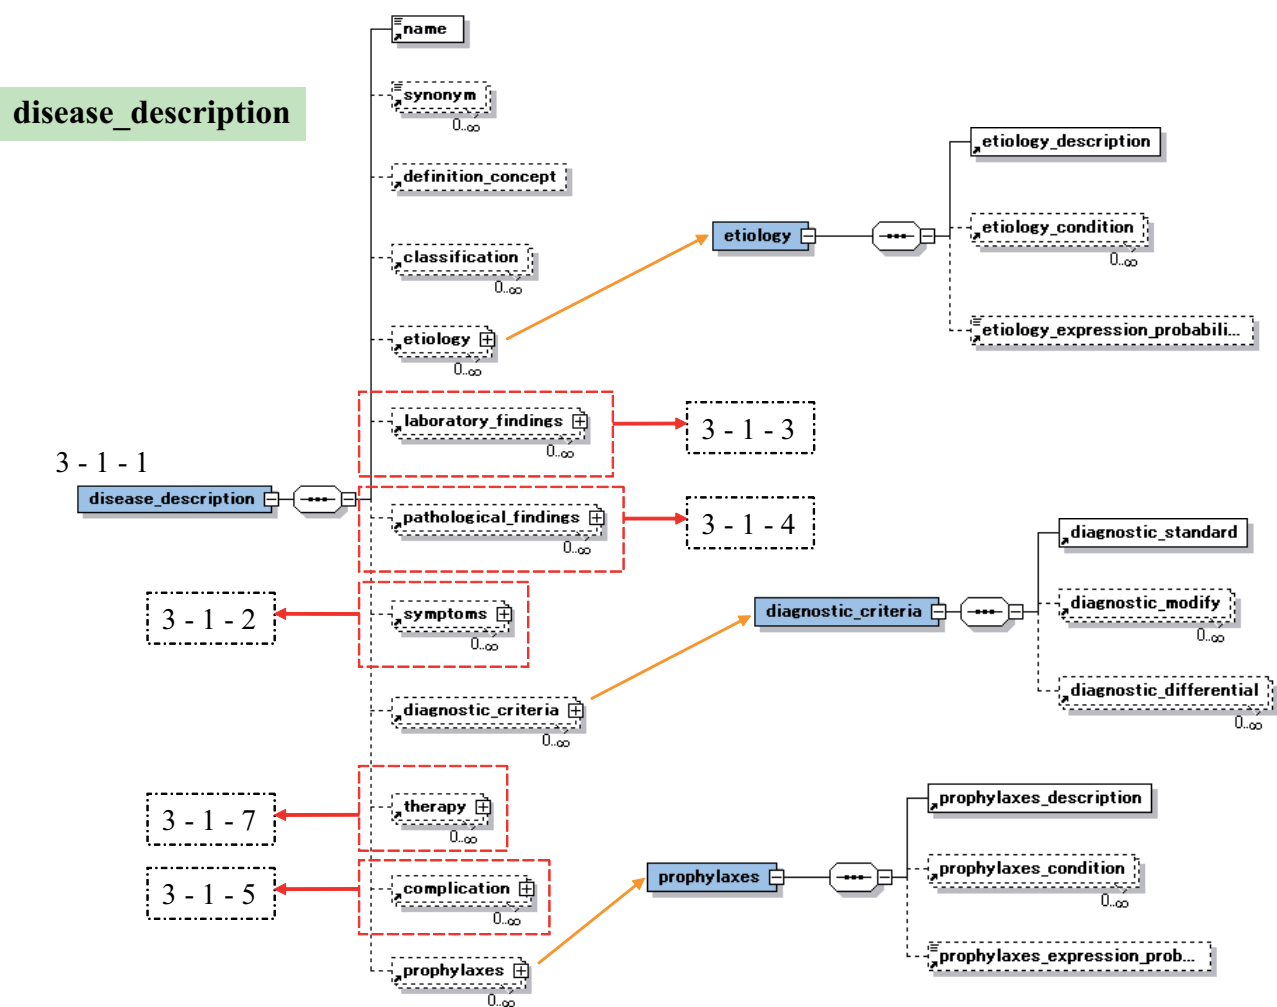 name
disease_description
synonym
0..∞
definition_concept
classification
0..∞
etiology
0..∞
laboratory_findings
0..∞
3 - 1 - 3
3 - 1 - 1
disease_description
pathological_findings
0..∞
3 - 1 - 4
symptoms
0..∞
3 - 1 - 2
diagnostic_criteria
0..∞
therapy
0..∞
3 - 1 - 7
complication
0..∞
3 - 1 - 5
prophylaxes
0..∞
etiology
etiology_description
etiology_condition
0..∞
etiology_expression_probabili...
diagnostic_criteria
diagnostic_standard
diagnostic_modify
0..∞
diagnostic_differential
0..∞
prophylaxes
prophylaxes_description
prophylaxes_condition
0..∞
prophylaxes_expression_prob...